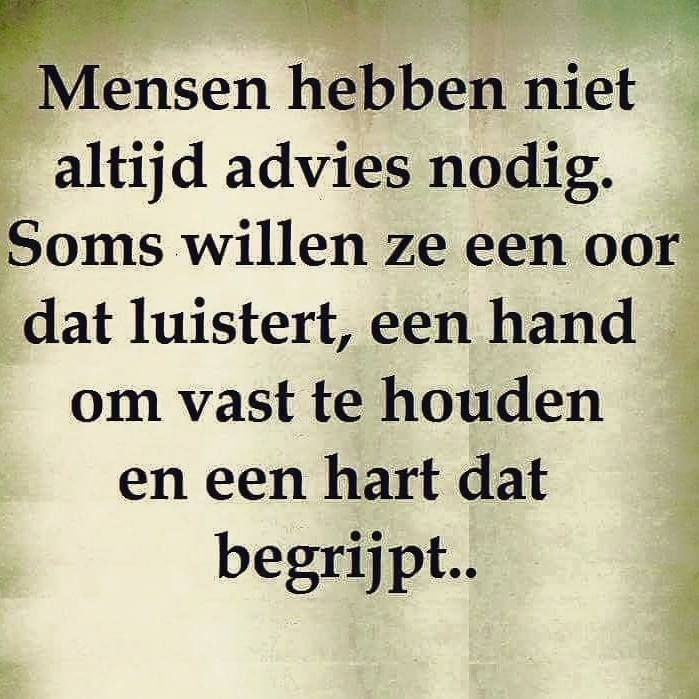 Mensen hebben niet
altijd advies nodig.
Soms willen ze een oor
dat luistert, een hand
om vast te houden
en een hart dat
begrijpt..